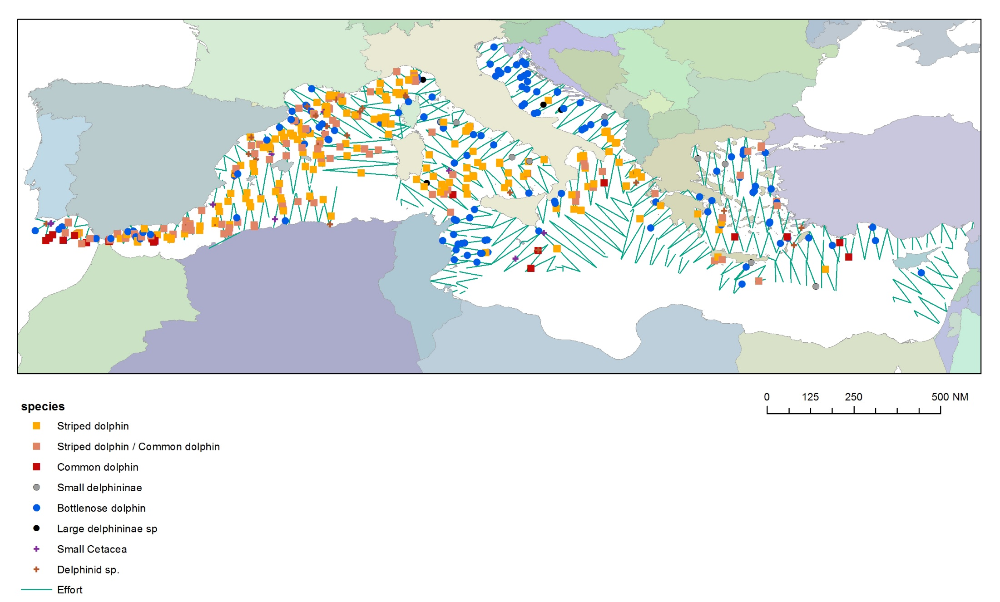 0 125 250 500 NM
species
Striped dolphin
Striped dolphin / Common dolphin
Common dolphin
Small delphininae
Bottlenose dolphin
Large delphininae sp
Small Cetacea
Delphinid sp.
Effort